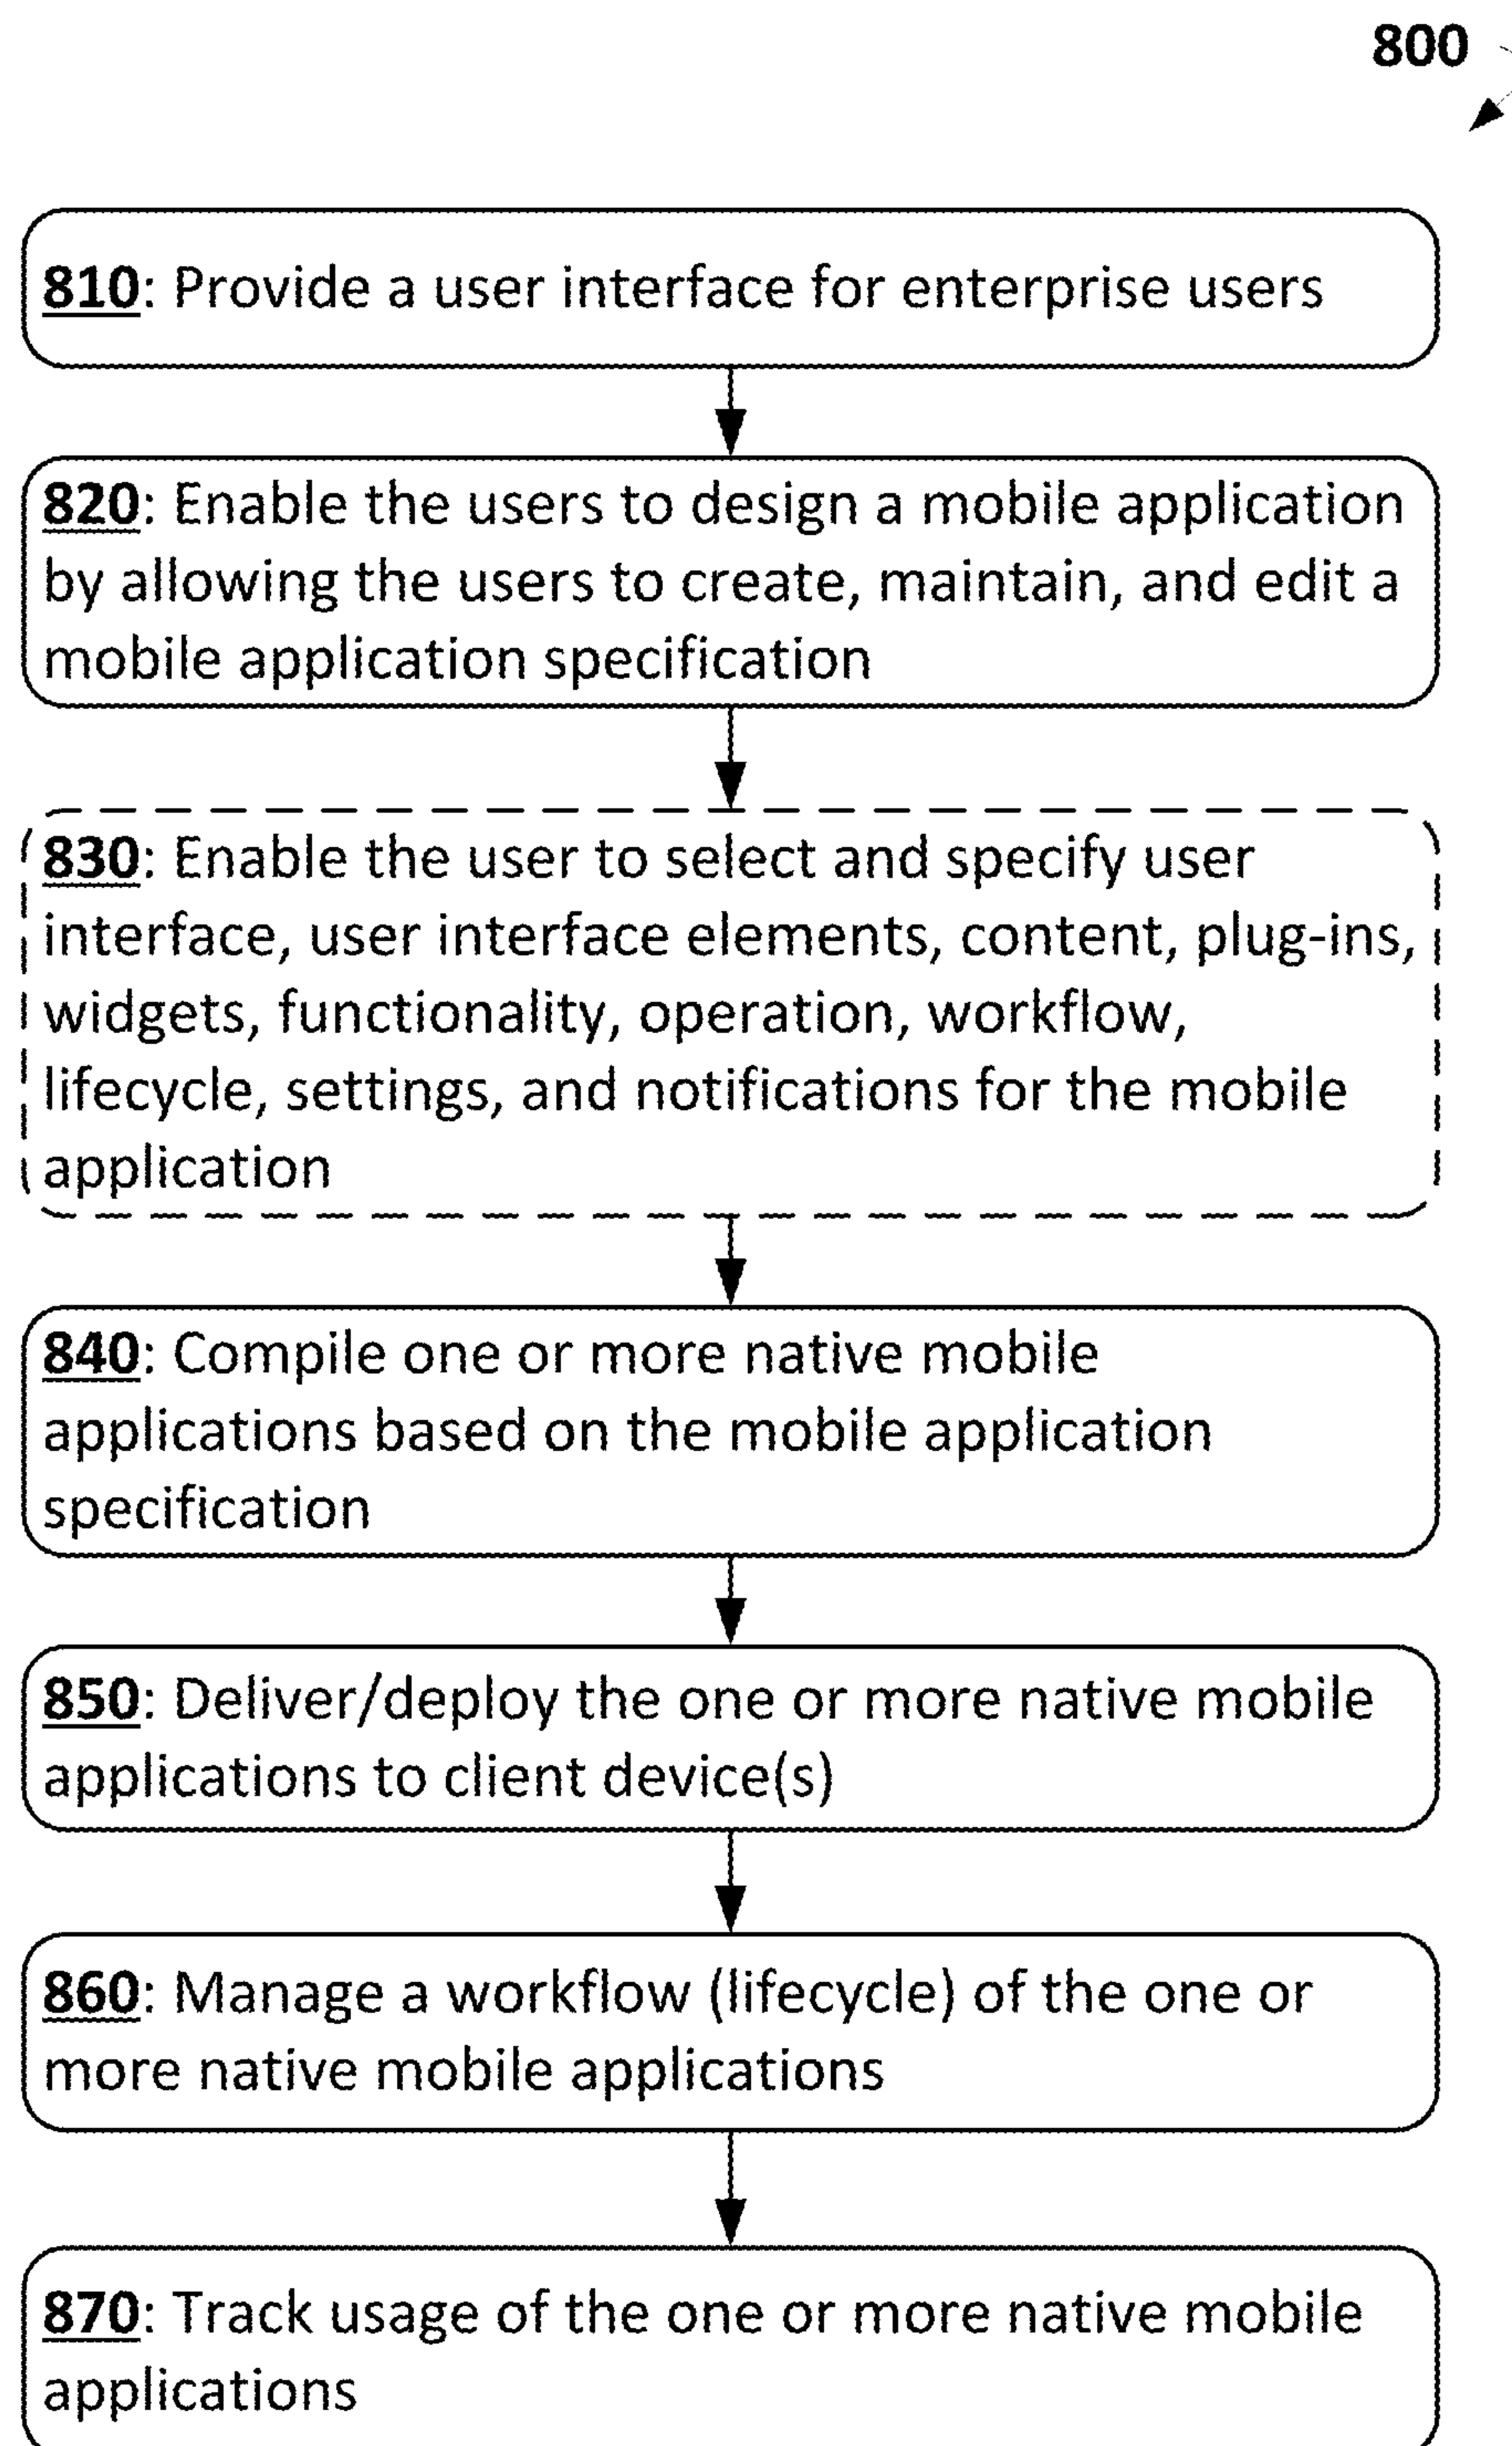 800
810: Provide a user interface for enterprise users
820: Enable the users to design a mobile application
by allowing the users to create, maintain, and edit a
mobile application specification
830: Enable the user to select and specify user
interface, user interface elements, content, plug-ins,
widgets, functionality, operation, workflow,
lifecycle, settings, and notifications for the mobile
application
840: Compile one or more native mobile
applications based on the mobile application
specification
850: Deliver/deploy the one or more native mobile
applications to client device(s)
860: Manage a workflow (lifecycle) of the one or
more native mobile applications
870: Track usage of the one or more native mobile
applications